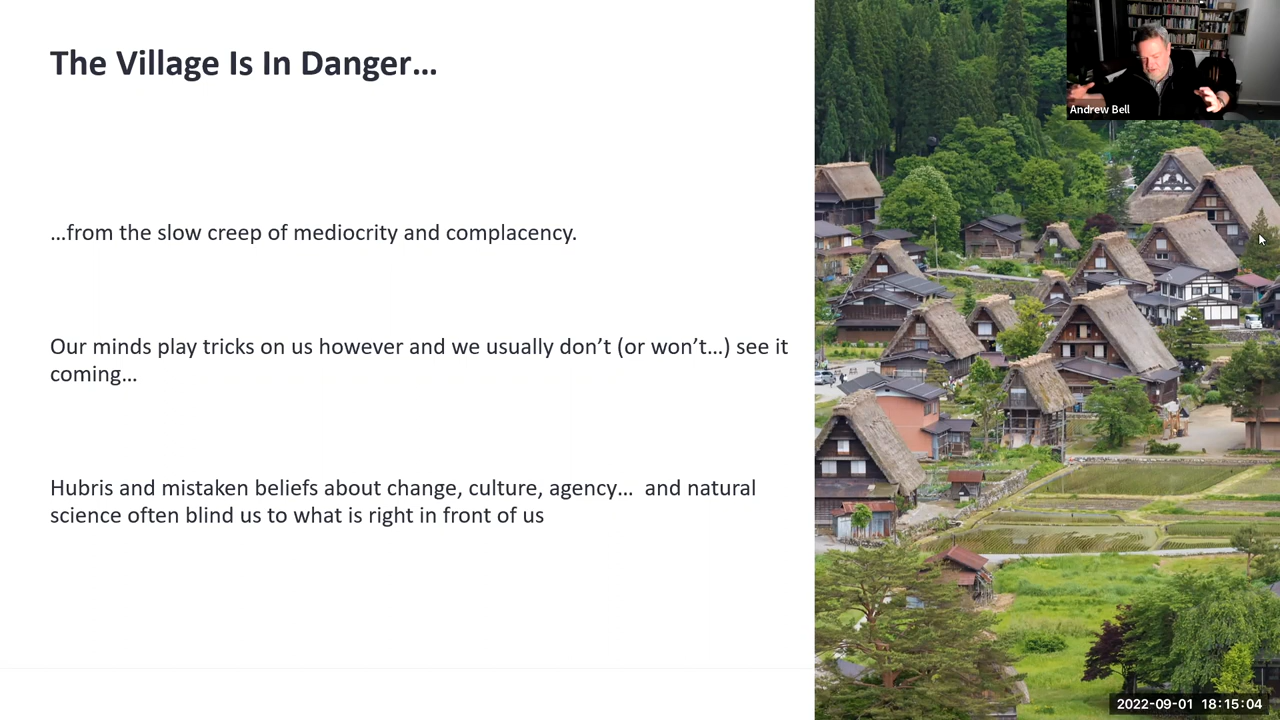 The Village Is In Danger…
…from the slow creep of mediocrity and complacency.
Our minds play tricks on us however and we usually don’t (or won’t…) see it
coming…
Hubris and mistaken beliefs about change, culture, agency…  and natural
science often blind us to what is right in front of us
Andrew Bell
2022-09-01 18:15:04